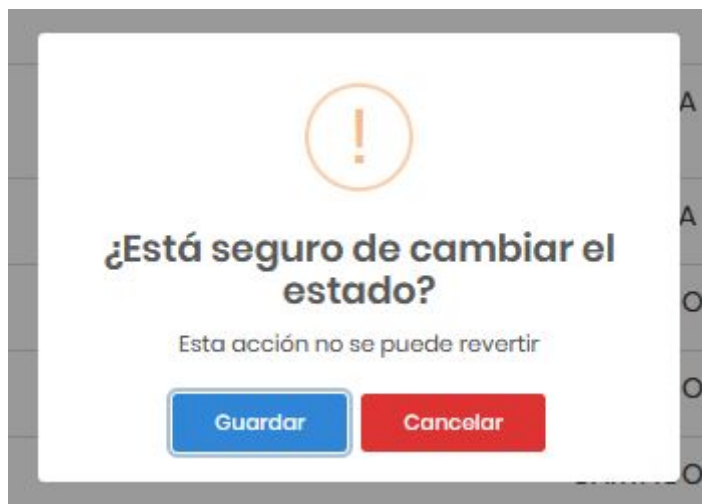 ¿Está seguro de cambiar el
estado?
Esta acción no se puede revertir
Guardar
Cancelar